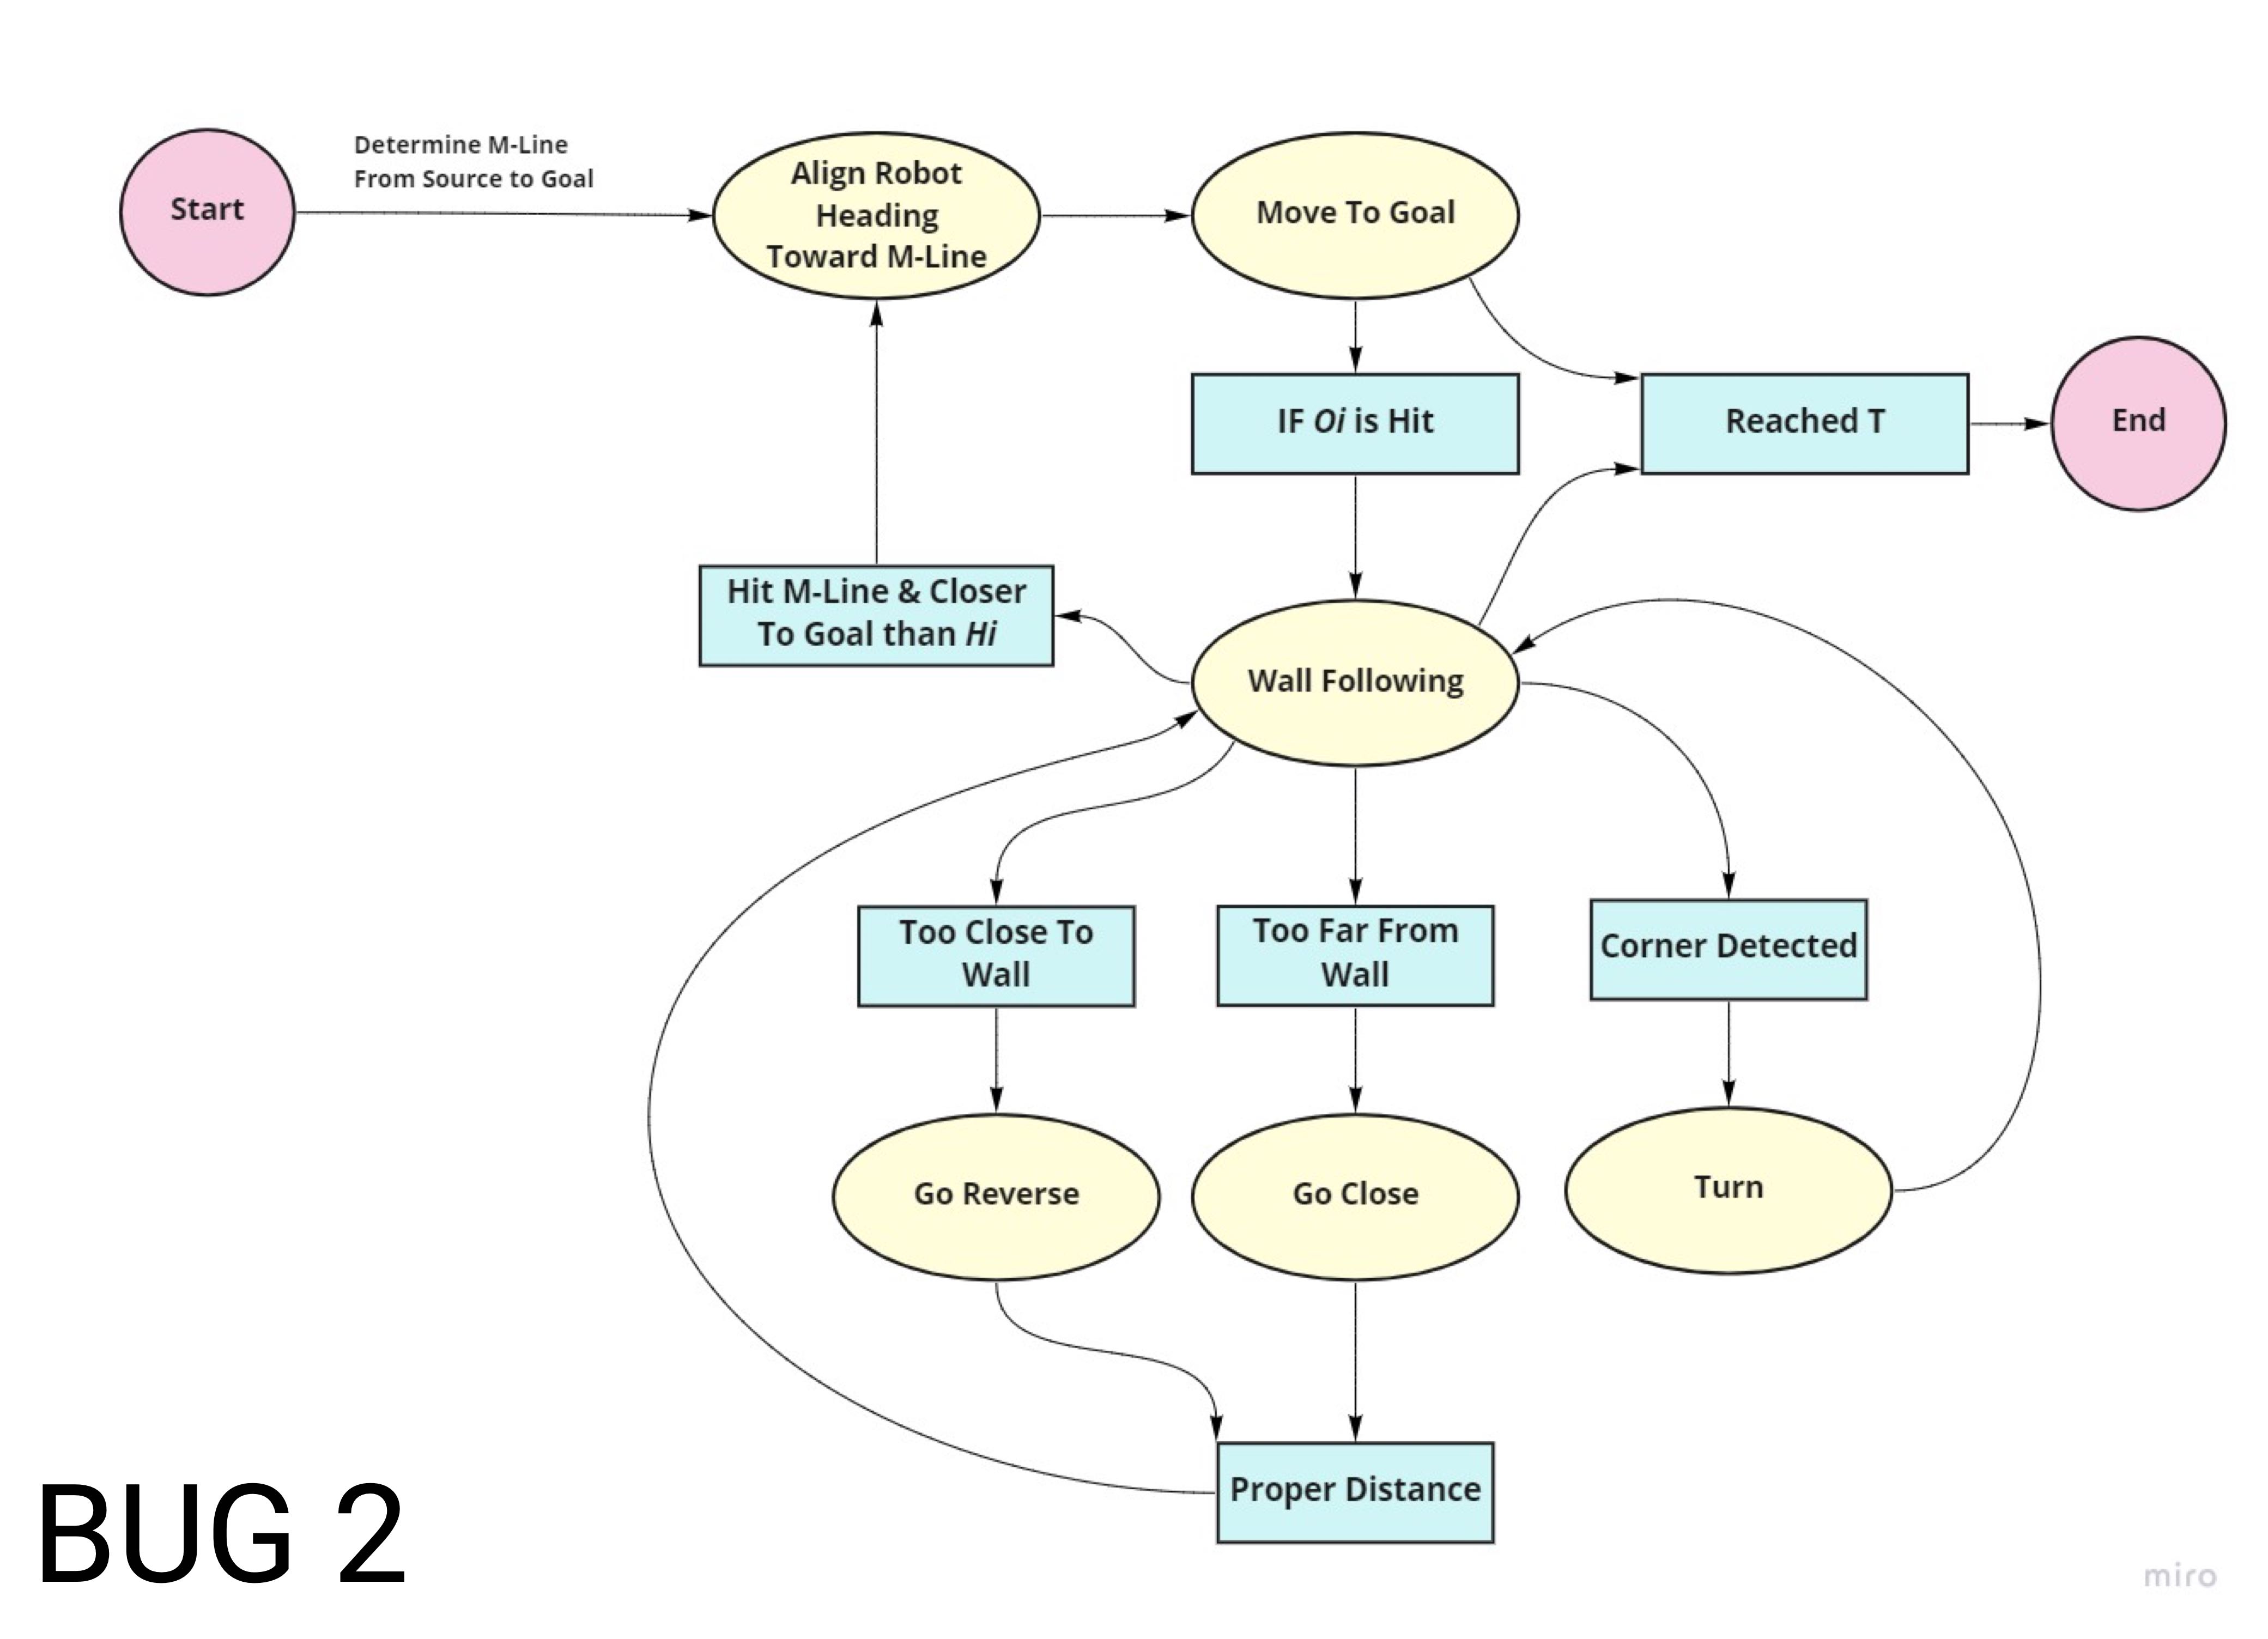 Determine M-Line
From Source to Goal
Start
Align Robot
Heading
Toward M-Line
Move To Goal
IF Oi is Hit
Reached T
End
Hit M-Line & Closer
To Goal than Hi
Wall Following
Too Close To
Wall
Too Far From
Wall
Corner Detected
Go Reverse
Go Close
Turn
Proper Distance
BUG 2
miro